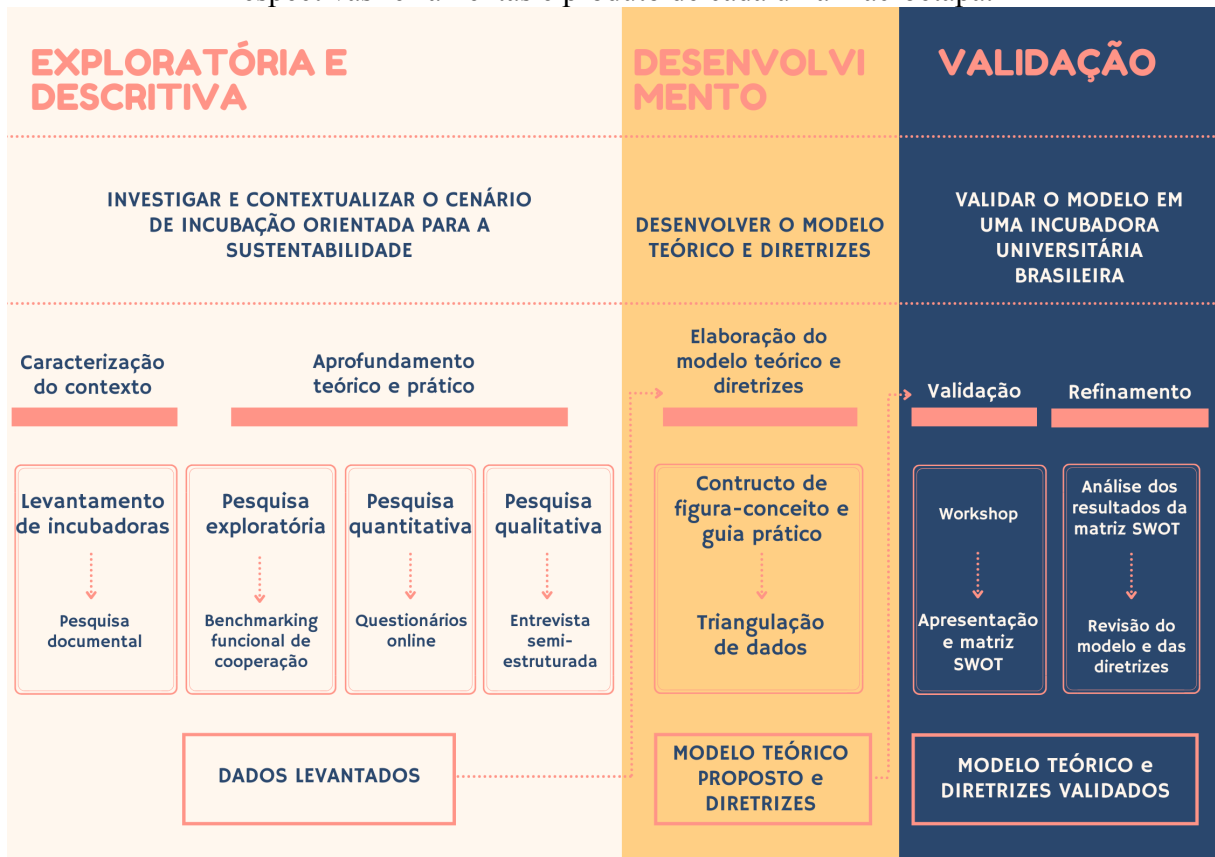 EXPLORATÓRIA E
DESCRITIVA
DESENVOLVI
MENTO
VALIDAÇÃO
INVESTIGAR E CONTEXTUALIZAR O CENÁRIO
DE INCUBAÇÃO ORIENTADA PARA A
SUSTENTABILIDADE
DESENVOLVER O MODELO
TEÓRICO E DIRETRIZES
VALIDAR O MODELO EM
UMA INCUBADORA
UNIVERSITÁRIA
BRASILEIRA
Caracterização
do contexto
Aprofundamento
teórico e prático
Elaboração do
modelo teórico e
diretrizes
Validação
Refinamento
Levantamento
de incubadoras
Pesquisa
documental
Pesquisa
exploratória
Benchmarking
funcional de
cooperação
Pesquisa
quantitativa
Questionários
online
Pesquisa
qualitativa
Entrevista
semi-
estruturada
Contructo de
figura-conceito e
guia prático
Triangulação
de dados
Workshop
Apresentação
e matriz
SWOT
Análise dos
resultados da
matriz SWOT
Revisão do
modelo e das
diretrizes
DADOS LEVANTADOS
MODELO TEÓRICO
PROPOSTO e
DIRETRIZES
MODELO TEÓRICO e
DIRETRIZES VALIDADOS